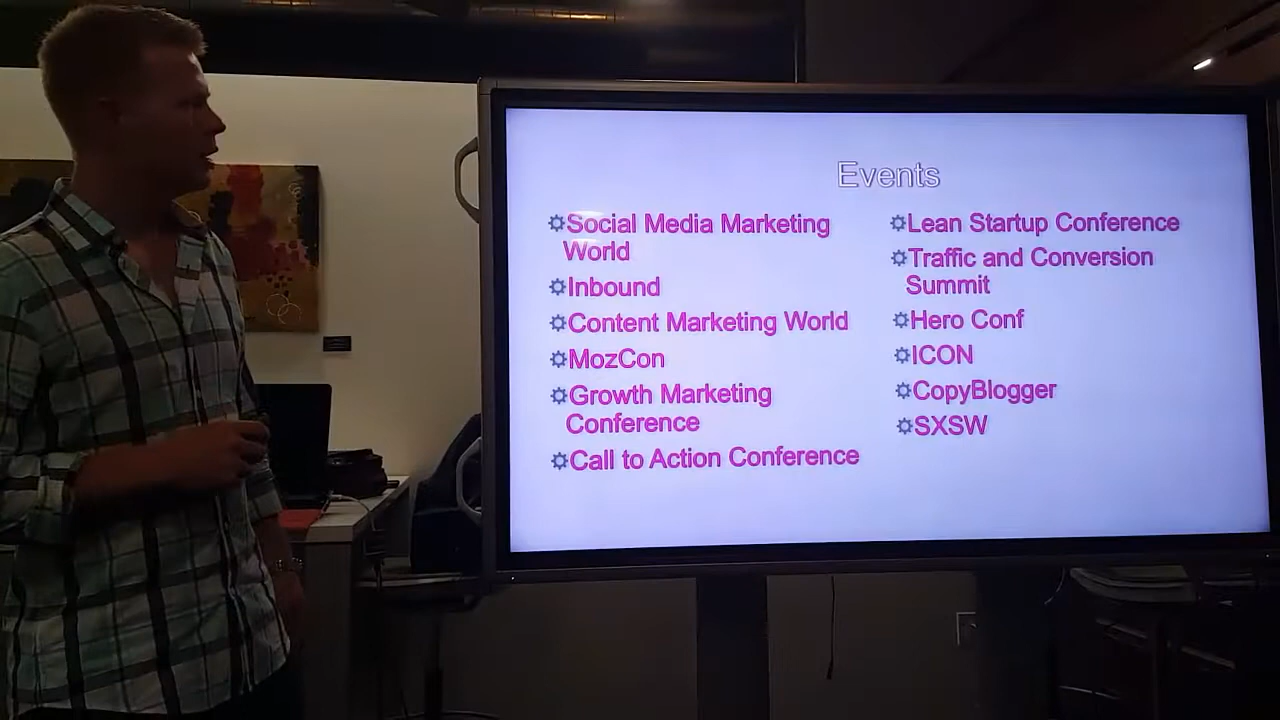 Events
Social Media Marketing
World
Inbound
Content Marketing World
MozCon
Growth Marketing
Conference
Call to Action Conference
Lean Startup Conference
Traffic and Conversion
Summit
Hero Conf
ICON
CopyBlogger
SXSW